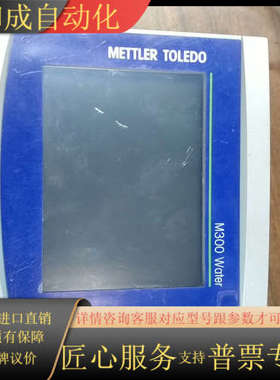 印成自动化
METTLER TOLEDO
M300 Water
进口直销
详情咨询客服对应型号跟参数才可
有保障
牌议价
匠心服务 支持 普票专